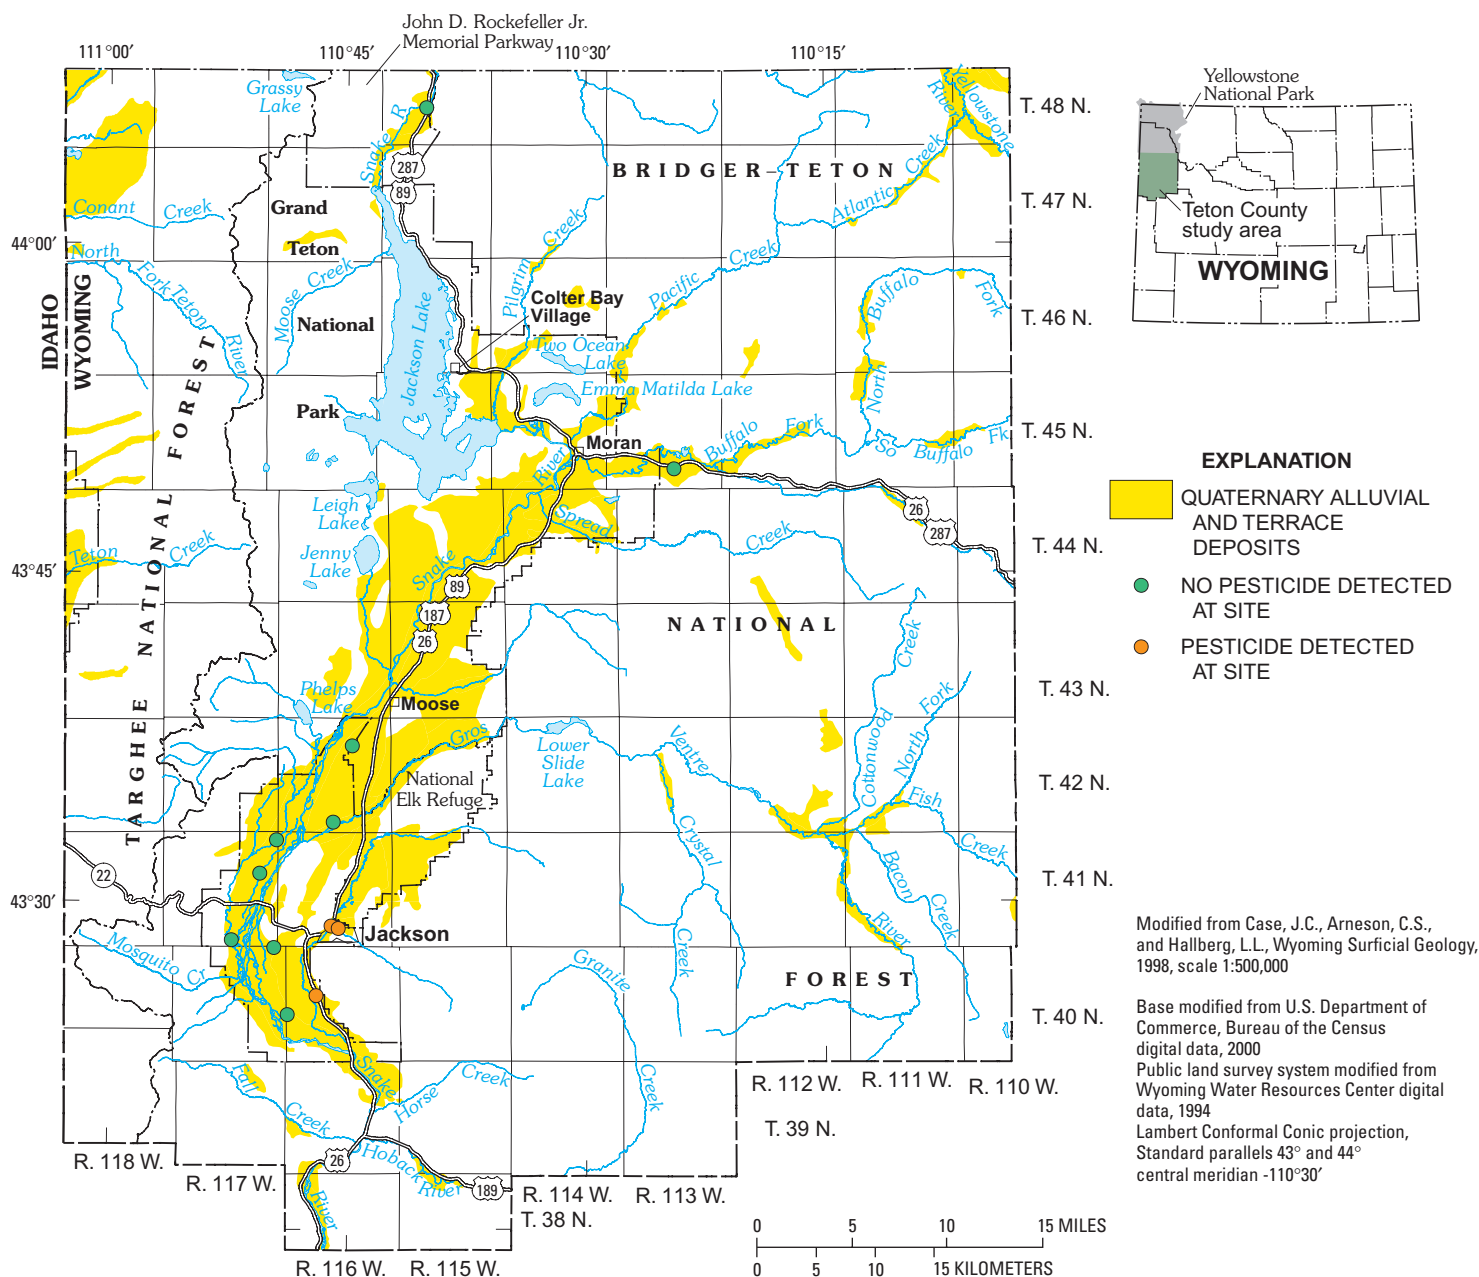 John D. Rockefeller Jr.
Memorial Parkway
111°00′
110°45′
110°30′
110°15′
Grassy
Lake
Snake R
287
89
Yellowstone
River
Yellowstone
National Park
T. 48 N.
BRIDGER–TETON
Atlantic Creek
T. 47 N.
Conant Creek
Grand
Teton
National
Park
44°00′
North
Fork Teton
River
Moose Creek
Pilgrim Creek
Pacific Creek
Buffalo
Fork
North
IDAHO
WYOMING
Jackson Lake
Colter Bay
Village
T. 46 N.
Two Ocean
Lake
Emma Matilda Lake
TARGHEE NATIONAL FOREST
Moran
River
Buffalo Fork
So Buffalo Fk
T. 45 N.
Leigh
Lake
Jenny
Lake
Spread Creek
26
287
Teton Creek
T. 44 N.
43°45′
Snake
89
187
26
NATIONAL
Creek
Phelps
Lake
Moose
T. 43 N.
Gros
Ventre
Lower
Slide
Lake
Cottonwood
North Fork
National
Elk Refuge
T. 42 N.
Fish
Creek
Crystal
Creek
Bacon
Creek
River
22
T. 41 N.
43°30′
Jackson
Mosquito Cr
Granite
Creek
FOREST
T. 40 N.
Snake
Fall
Creek
Horse Creek
R. 112 W.
R. 111 W.
R. 110 W.
T. 39 N.
26
Hoback
River
189
River
R. 118 W.
R. 117 W.
R. 114 W.
R. 113 W.
T. 38 N.
R. 116 W.
R. 115 W.
Teton County
study area
WYOMING
EXPLANATION
QUATERNARY ALLUVIAL
AND TERRACE
DEPOSITS
NO PESTICIDE DETECTED
AT SITE
PESTICIDE DETECTED
AT SITE
Modified from Case, J.C., Arneson, C.S.,
and Hallberg, L.L., Wyoming Surficial Geology,
1998, scale 1:500,000
Base modified from U.S. Department of
Commerce, Bureau of the Census
digital data, 2000
Public land survey system modified from
Wyoming Water Resources Center digital
data, 1994
Lambert Conformal Conic projection,
Standard parallels 43° and 44°
central meridian -110°30′
0 5 10 15 MILES
0 5 10 15 KILOMETERS